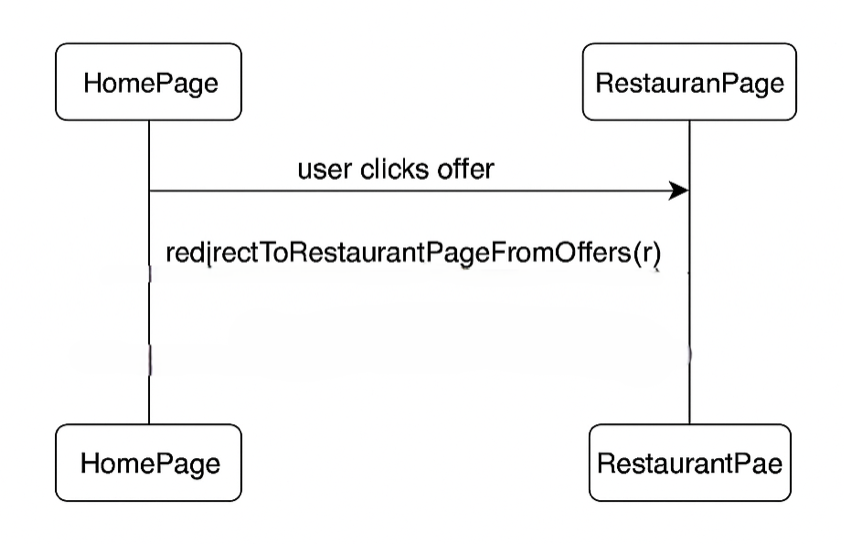 HomePage
RestauranPage
user clicks offer
redirectToRestaurantPageFromOffers(r)
HomePage
RestaurantPae